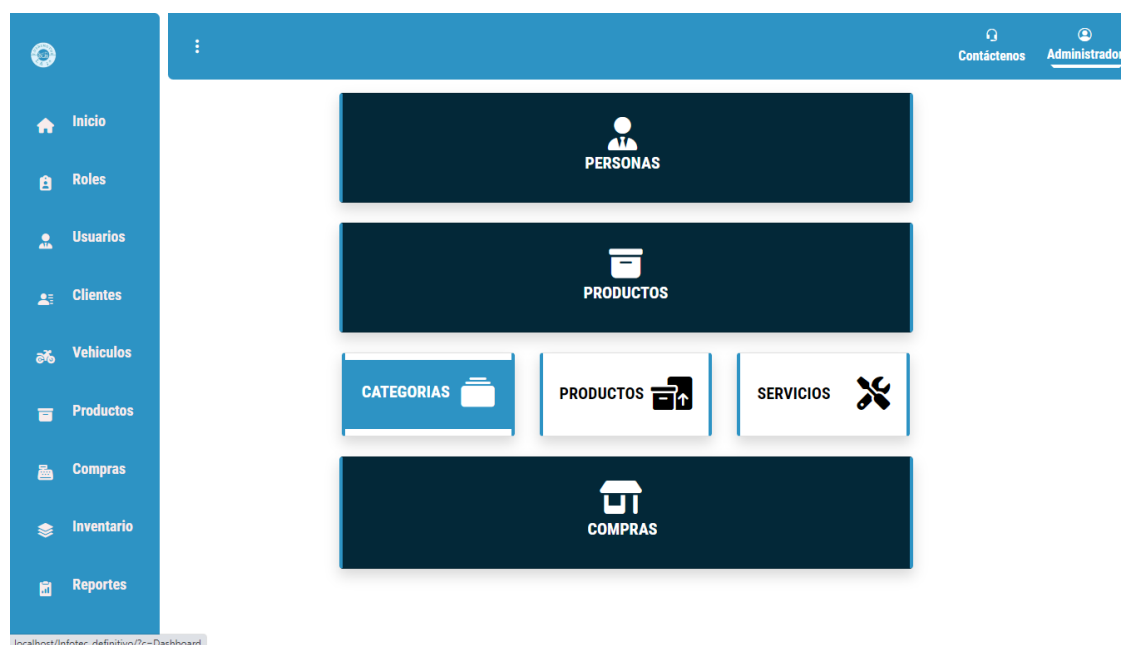 Contáctenos
Administrador
Inicio
Roles
Usuarios
Clientes
Vehiculos
Productos
Compras
Inventario
Reportes
PERSONAS
PRODUCTOS
CATEGORIAS
PRODUCTOS
SERVICIOS
COMPRAS
localhost/Infotec_definitivo/?c=Dashboard